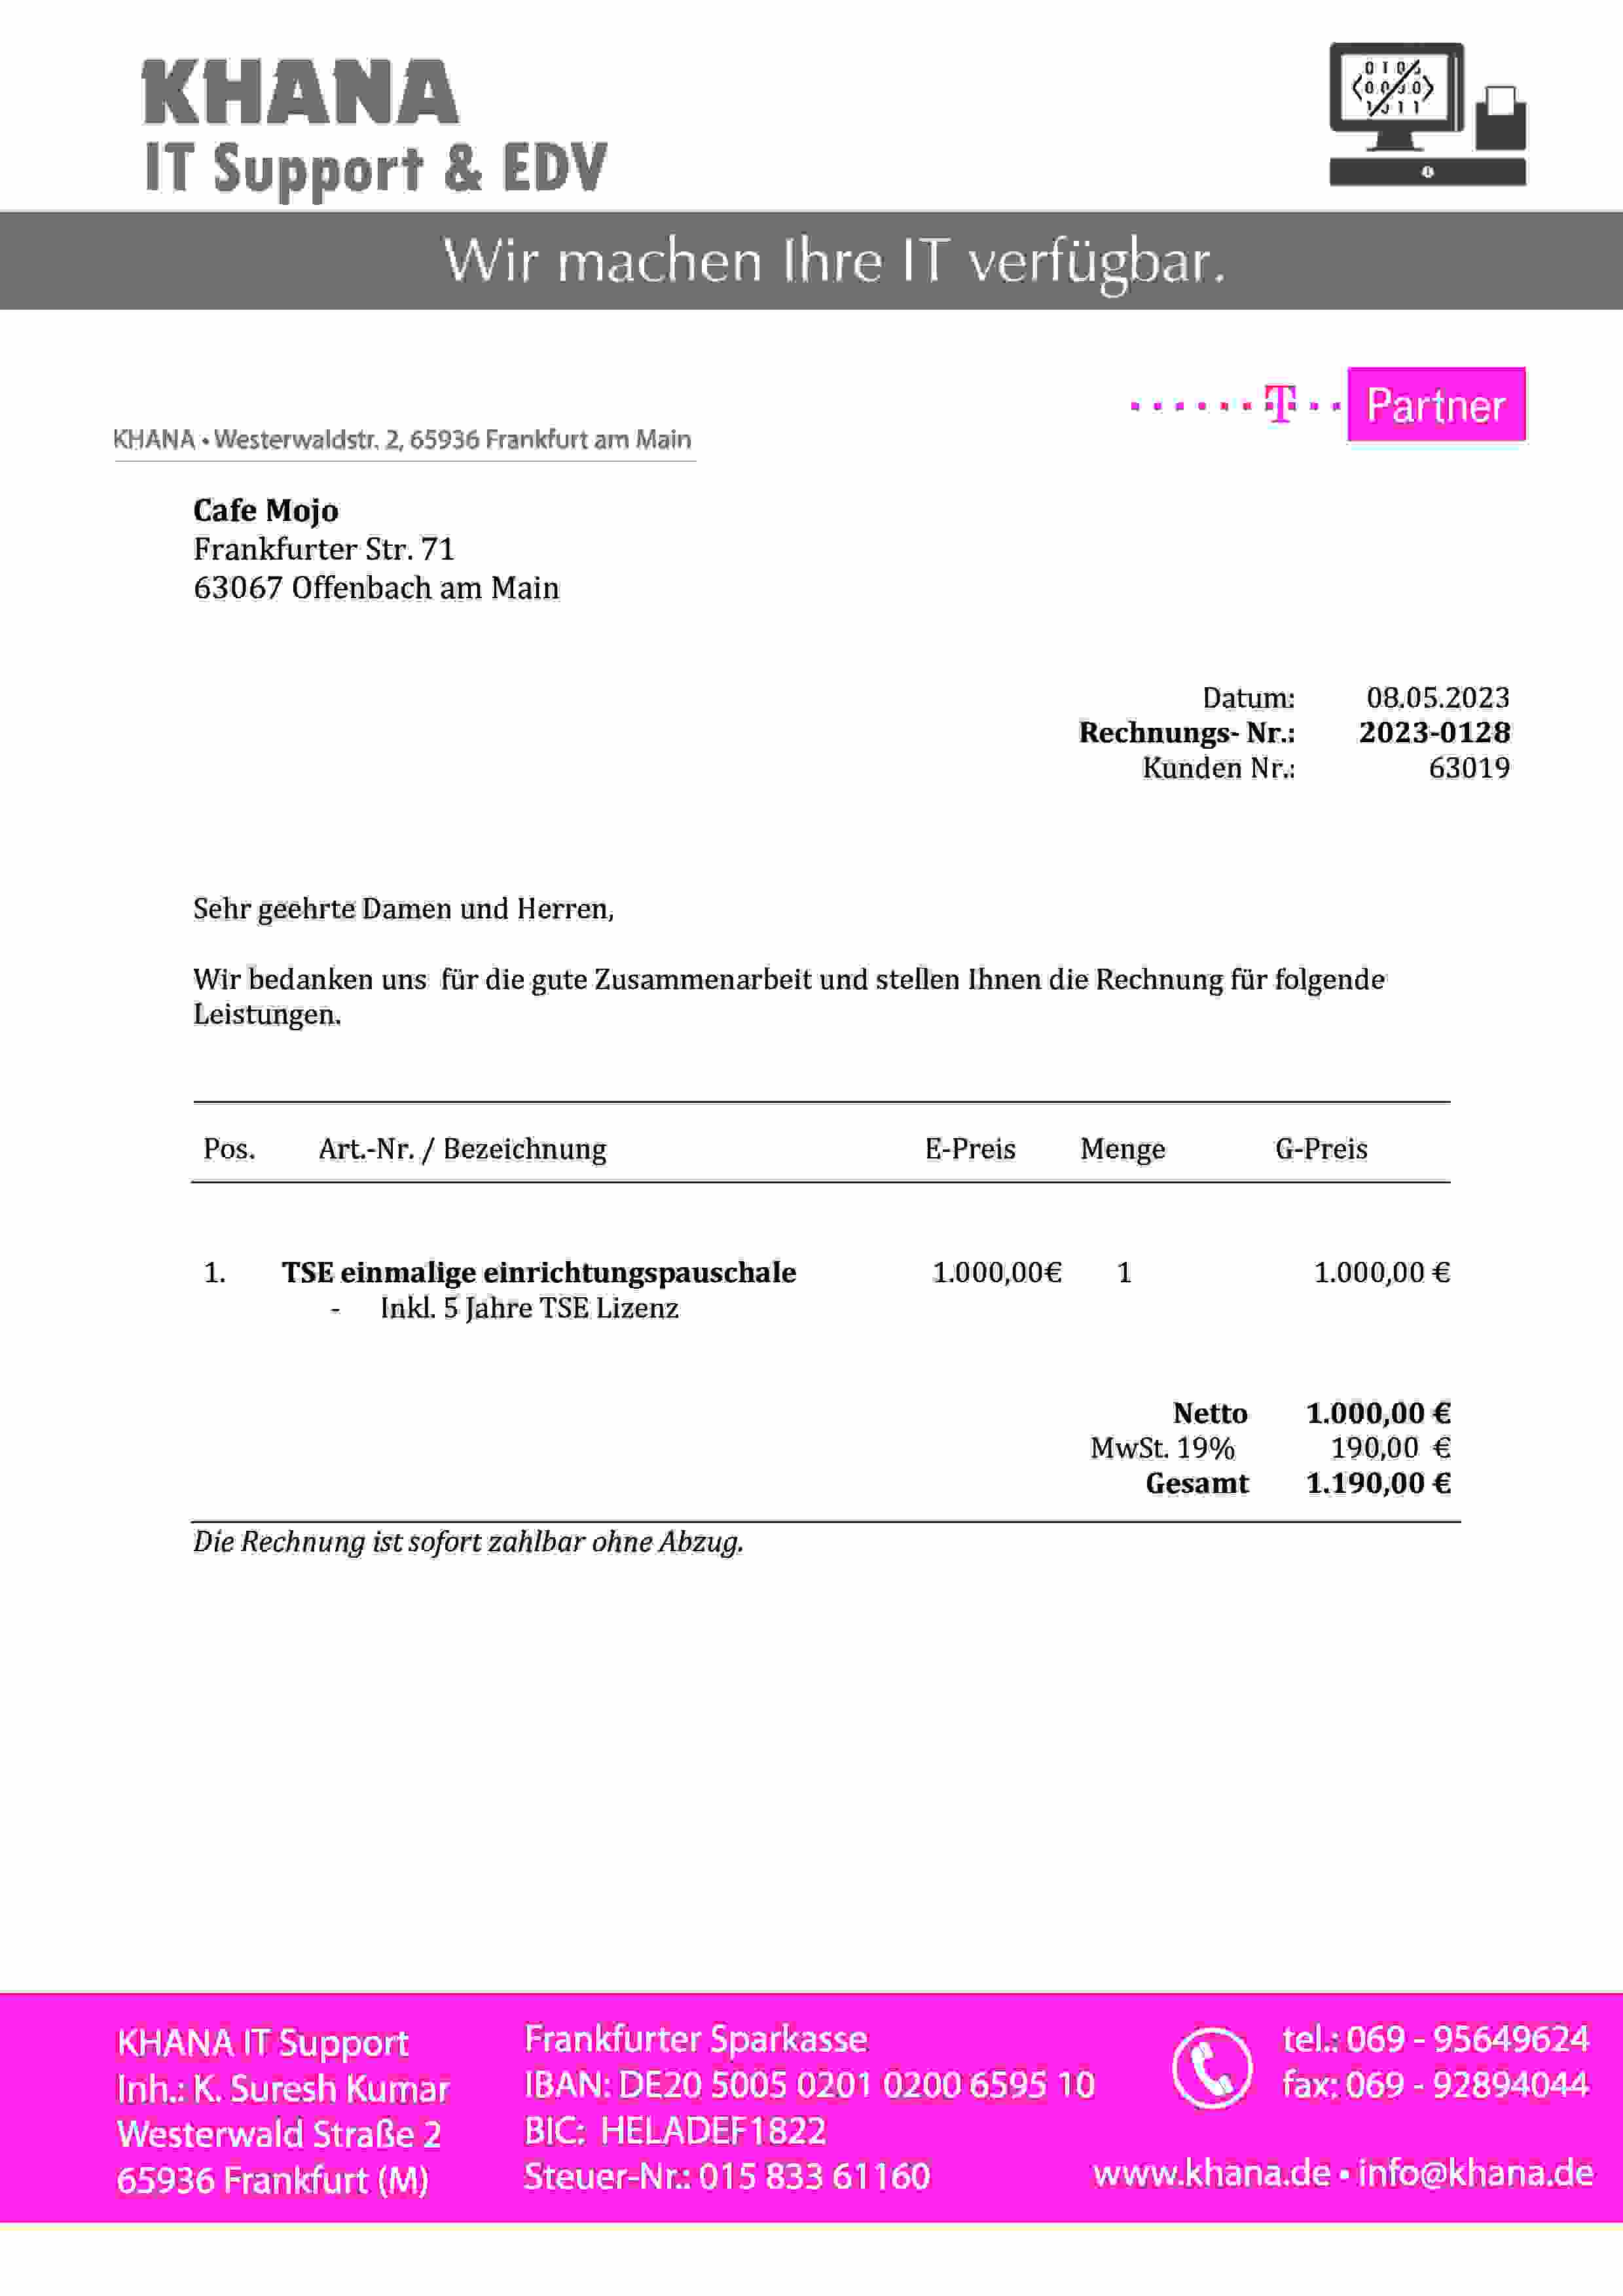 KHANA
IT Support & EDV
Wir machen Ihre IT verfügbar.
T Partner
KHANA • Westerwaldstr. 2, 65936 Frankfurt am Main
Cafe Mojo
Frankfurter Str. 71
63067 Offenbach am Main
Datum: 08.05.2023
Rechnungs- Nr.: 2023-0128
Kunden Nr.: 63019
Sehr geehrte Damen und Herren,
Wir bedanken uns für die gute Zusammenarbeit und stellen Ihnen die Rechnung für folgende
Leistungen.
Pos. Art.-Nr. / Bezeichnung E-Preis Menge G-Preis
1. TSE einmalige einrichtungspauschale 1.000,00€ 1 1.000,00 €
- Inkl. 5 Jahre TSE Lizenz
Netto 1.000,00 €
MwSt. 19% 190,00 €
Gesamt 1.190,00 €
Die Rechnung ist sofort zahlbar ohne Abzug.
KHANA IT Support
Inh.: K. Suresh Kumar
Westerwald Straße 2
65936 Frankfurt (M)
Frankfurter Sparkasse
IBAN: DE20 5005 0201 0200 6595 10
BIC: HELADEF1822
Steuer-Nr.: 015 833 61160
tel.: 069 - 95649624
fax: 069 - 92894044
www.khana.de • info@khana.de